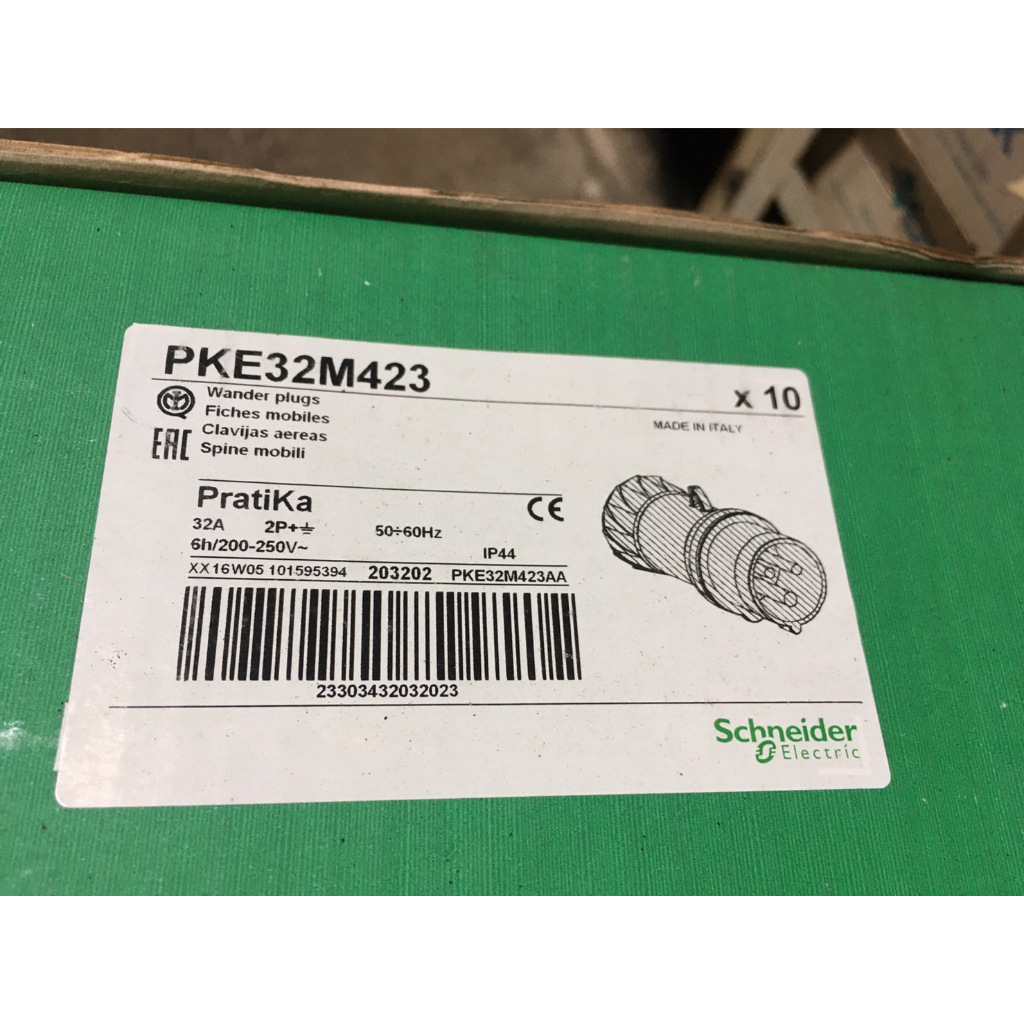 PKE32M423
x 10
Wander plugs
Fiches mobiles
Clavijas aereas
Spine mobili
MADE IN ITALY
EAC
PratiKa
CE
32A 2P+⏚ 50÷60Hz
6h/200-250V~ IP44
XX16W05 101595394 203202 PKE32M423AA
23303432032023
Schneider
Electric